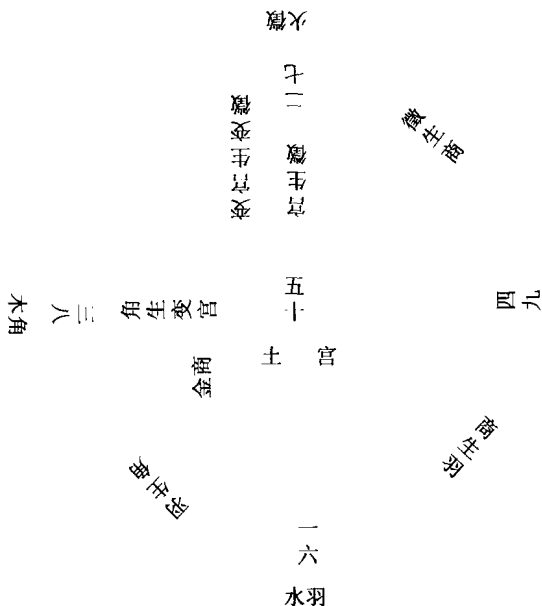 火徵
二七
宮生徵
变宫生变徵
徵生商
木角
三八
角生变宫
五
十
四九
土 宫
金商
商生羽
羽生角
一
六
水羽